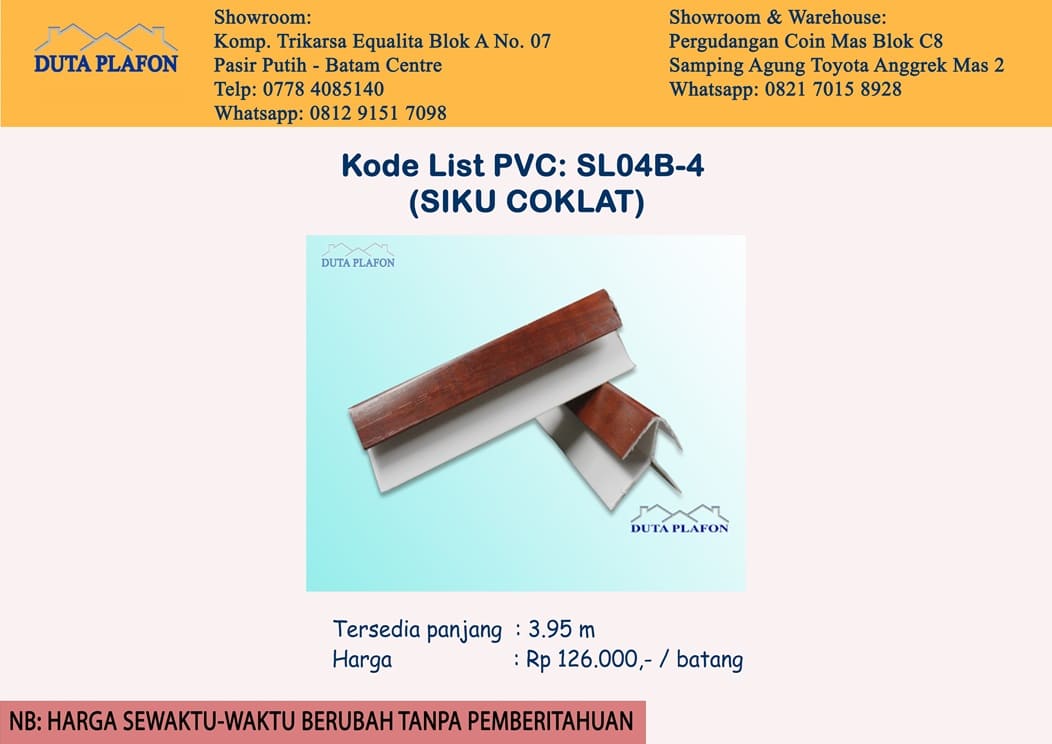 DUTA PLAFON
Showroom:
Komp. Trikarsa Equalita Blok A No. 07
Pasir Putih - Batam Centre
Telp: 0778 4085140
Whatsapp: 0812 9151 7098
Showroom & Warehouse:
Pergudangan Coin Mas Blok C8
Samping Agung Toyota Anggrek Mas 2
Whatsapp: 0821 7015 8928
Kode List PVC: SL04B-4
(SIKU COKLAT)
DUTA PLAFON
DUTA PLAFON
Tersedia panjang : 3.95 m
Harga : Rp 126.000,- / batang
NB: HARGA SEWAKTU-WAKTU BERUBAH TANPA PEMBERITAHUAN